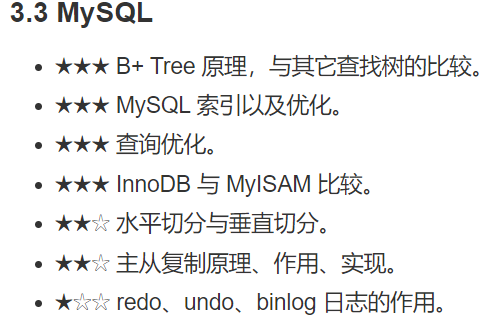 3.3 MySQL
• ★★★ B+ Tree 原理，与其它查找树的比较。
• ★★★ MySQL 索引以及优化。
• ★★★ 查询优化。
• ★★★ InnoDB 与 MyISAM 比较。
• ★★☆ 水平切分与垂直切分。
• ★★☆ 主从复制原理、作用、实现。
• ★☆☆ redo、undo、binlog 日志的作用。